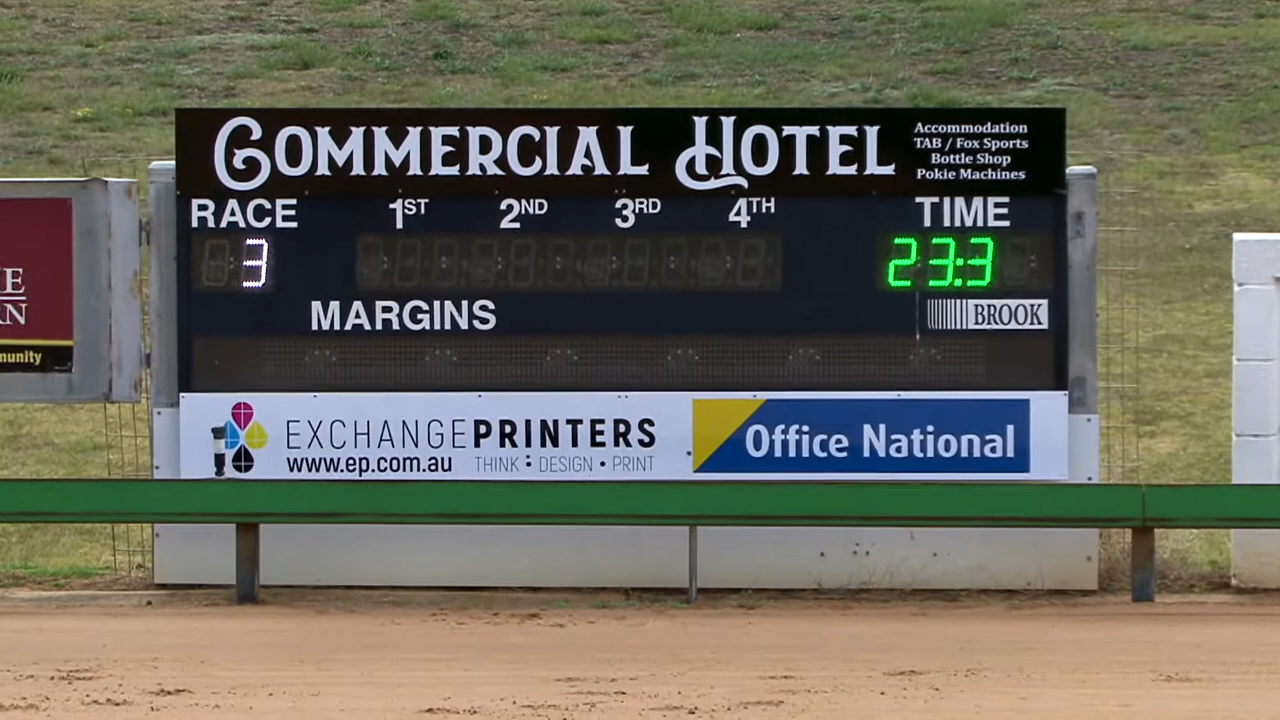 COMMERCIAL HOTEL
Accommodation
TAB / Fox Sports
Bottle Shop
Pokie Machines
RACE 1ST 2ND 3RD 4TH TIME
3 23:3
MARGINS
BROOK
EXCHANGEPRINTERS
www.ep.com.au THINK : DESIGN • PRINT
Office National